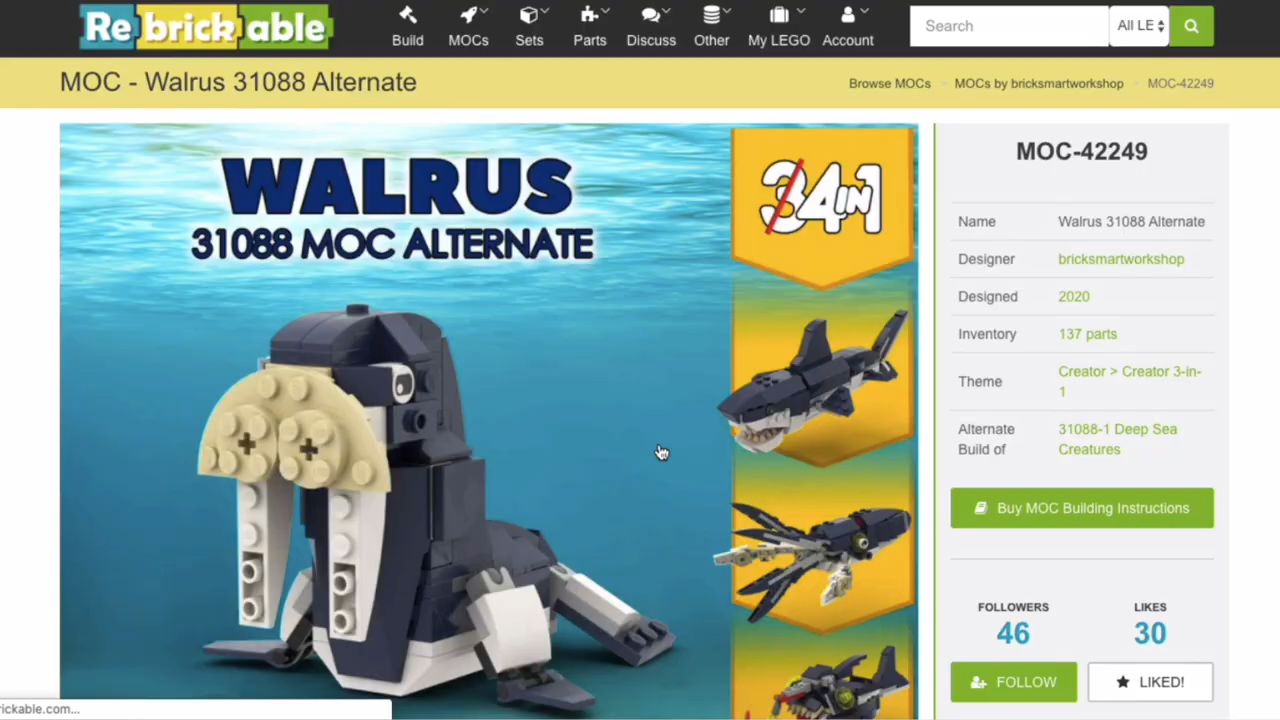 Rebrickable
Build MOCs Sets Parts Discuss Other My LEGO Account Search All LE
MOC - Walrus 31088 Alternate
Browse MOCs MOCs by bricksmartworkshop MOC-42249
WALRUS
31088 MOC ALTERNATE
34IN1
MOC-42249
Name Walrus 31088 Alternate
Designer bricksmartworkshop
Designed 2020
Inventory 137 parts
Theme Creator > Creator 3-in-
1
Alternate 31088-1 Deep Sea
Build of Creatures
Buy MOC Building Instructions
FOLLOWERS LIKES
46 30
FOLLOW LIKED!
rickable.com...